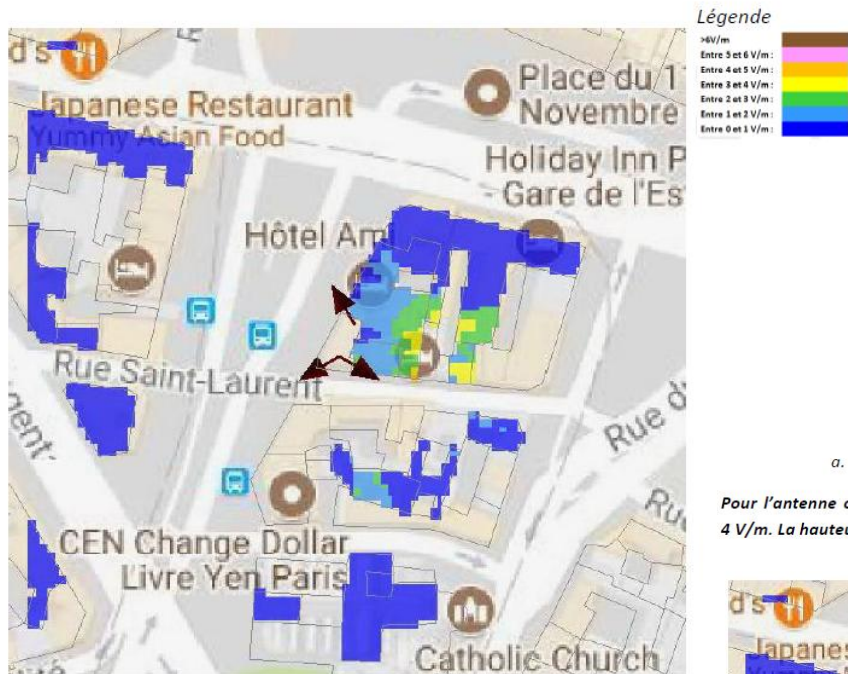 Légende
>6V/m
Entre 5 et 6 V/m :
Entre 4 et 5 V/m :
Entre 3 et 4 V/m :
Entre 2 et 3 V/m :
Entre 1 et 2 V/m :
Entre 0 et 1 V/m :
d's
Japanese Restaurant
Yummy Asian Food
Place du 1
Novembre
Holiday Inn P
Gare de l'Es
Hôtel Ami
Rue Saint-Laurent
Rue d
gent
Ru
CEN Change Dollar
Livre Yen Paris
Catholic Church
a.
Pour l'antenne
4 V/m. La hauteu
d's
Japanes